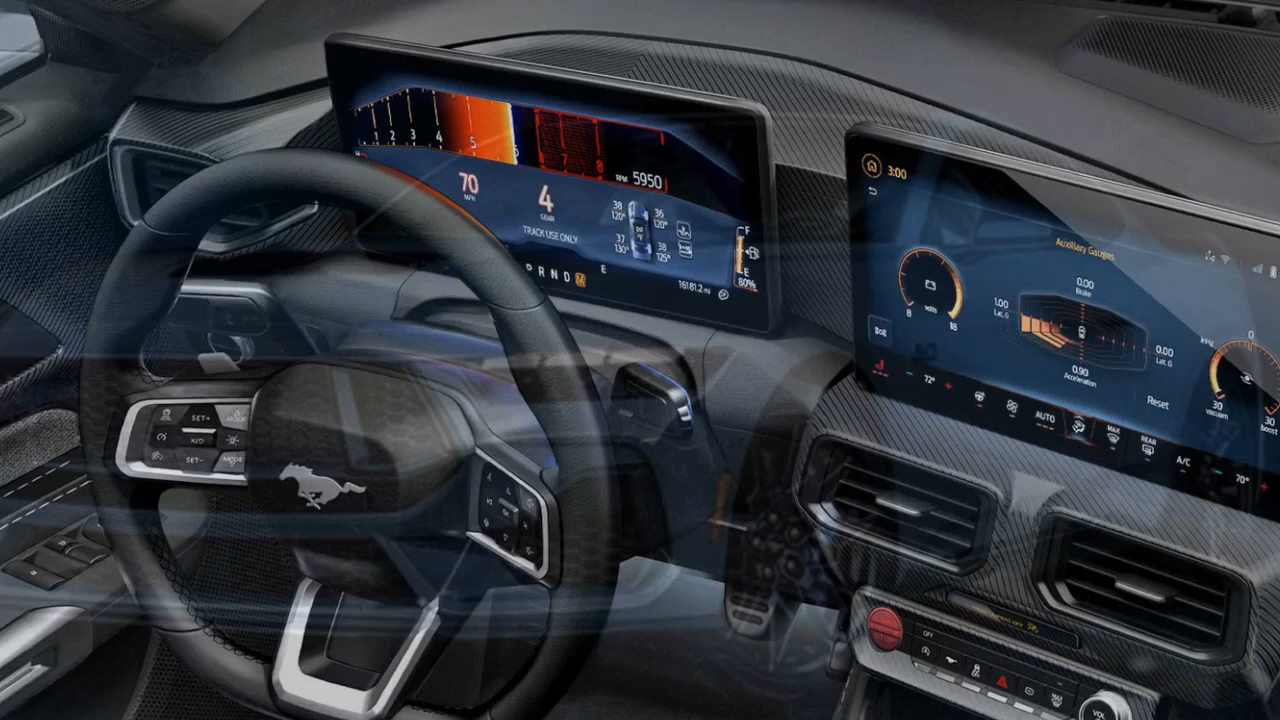 1 2 3 4 5 6 7 8
RPM 5950
70
MPH
4
GEAR
TRACK USE ONLY
38
120°
36
120°
37
130°
38
125°
F
E
80%
P R N D M
E
16181.2 mi
3:00
Auxiliary Gauges
0.00
Brake
1.00
Lat. G
0.00
Lat. G
0.90
Acceleration
8
volts
18
0
inHg
30
vacuum
30
boost
Reset
72°
AUTO
MAX
REAR
A/C
70°
SET+
SET-
MODE
OK
OFF
VOL